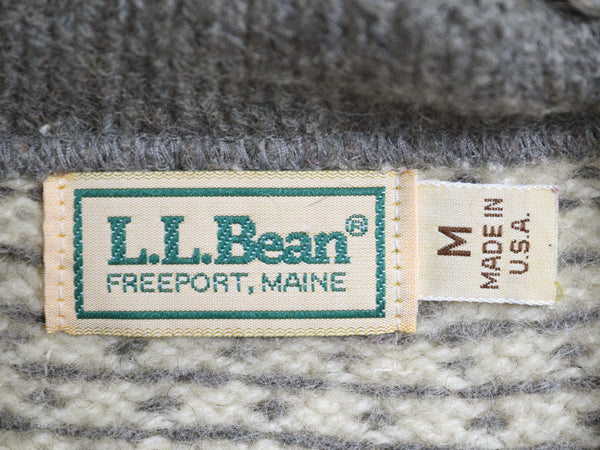 L.L.Bean®
FREEPORT, MAINE
M
MADE IN
U.S.A.